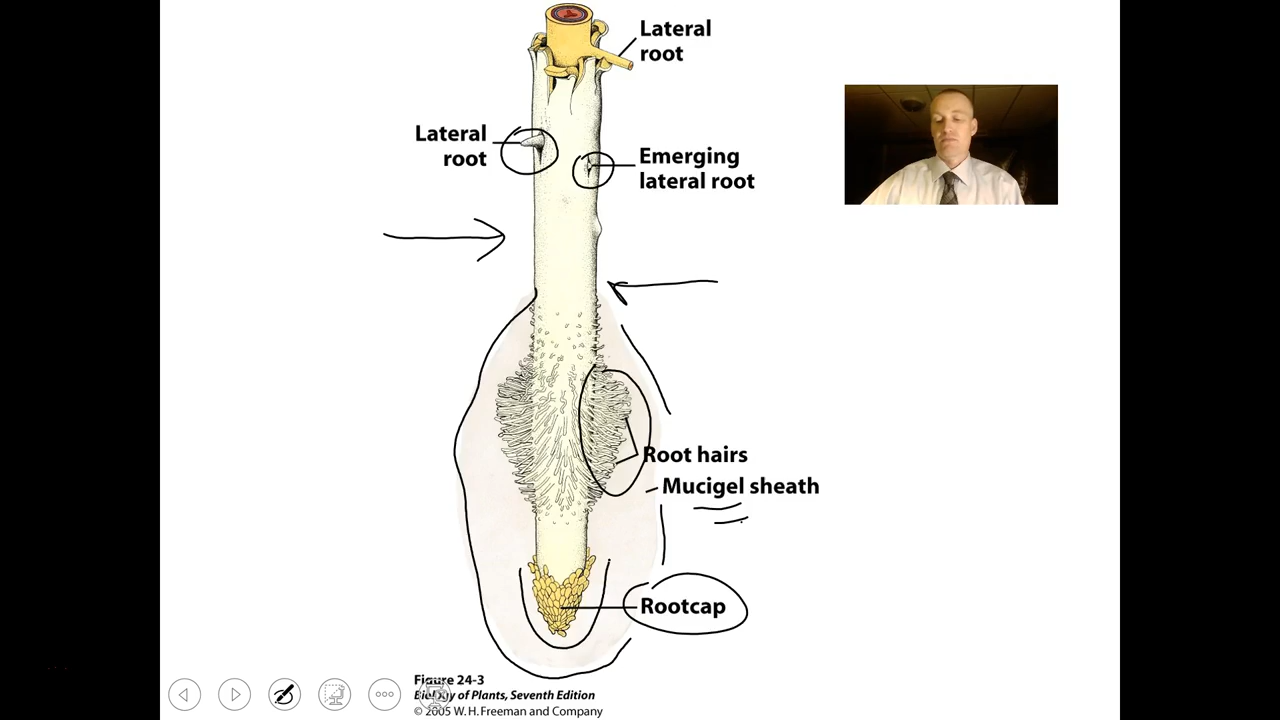 Lateral
root
Lateral
root
Emerging
lateral root
Root hairs
Mucigel sheath
Rootcap
Figure 24-3
Biology of Plants, Seventh Edition
© 2005 W. H. Freeman and Company